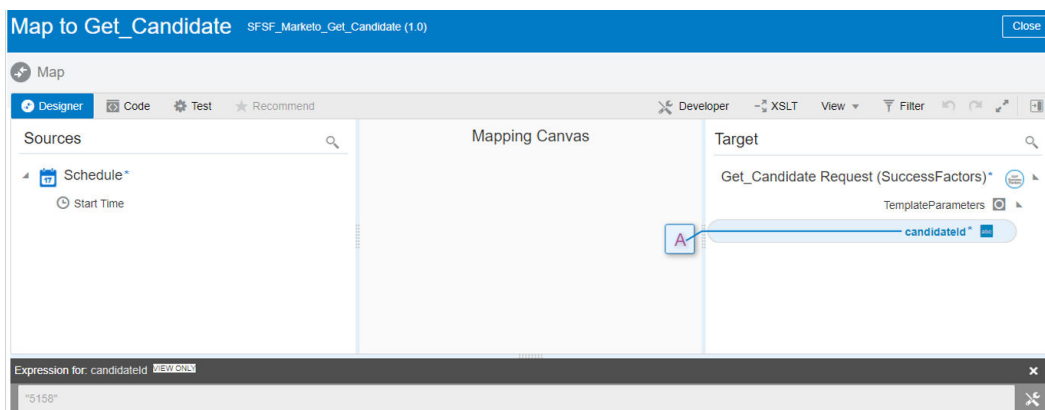 Map to Get_Candidate SFSF_Marketo_Get_Candidate (1.0) Close
Map
Designer Code Test Recommend Developer XSLT View Filter
Sources Mapping Canvas Target
Schedule* Get_Candidate Request (SuccessFactors)*
Start Time TemplateParameters
A candidateId*
Expression for: candidateId VIEW ONLY
"5158"